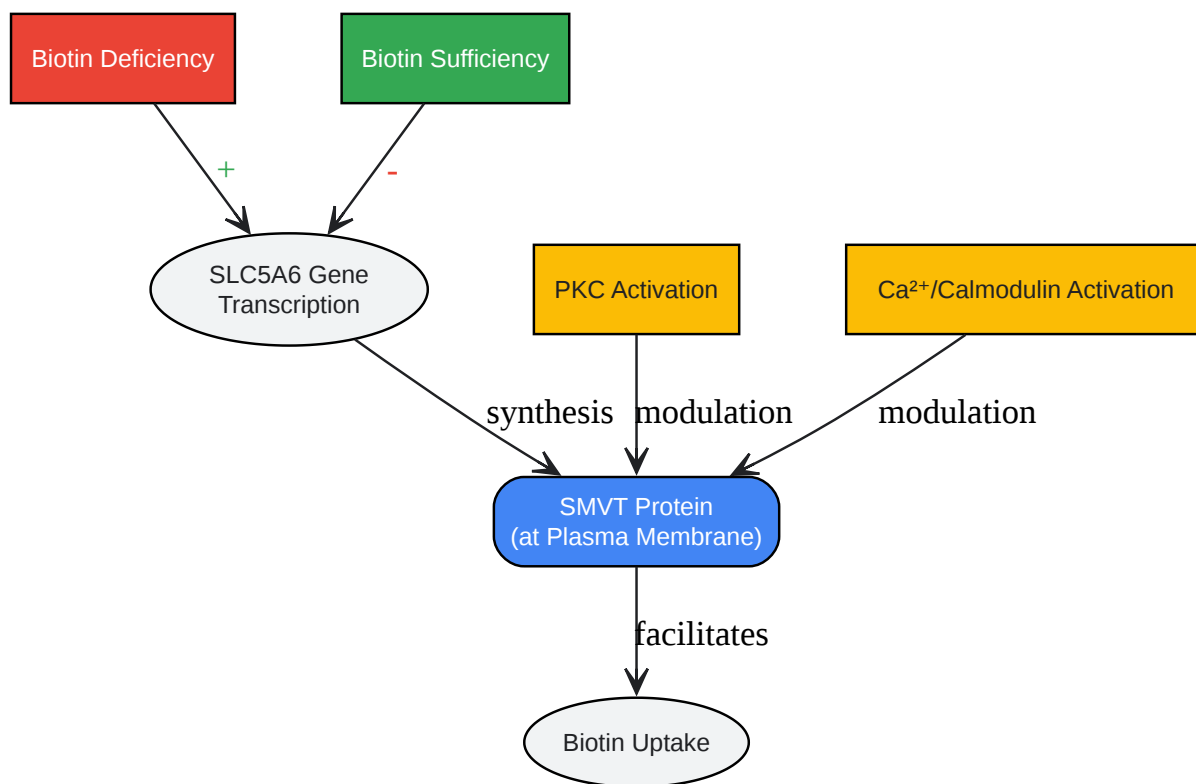 Biotin Deficiency
Biotin Sufficiency
+
-
SLC5A6 Gene
Transcription
PKC Activation
Ca²⁺/Calmodulin Activation
synthesis
modulation
modulation
SMVT Protein
(at Plasma Membrane)
facilitates
Biotin Uptake